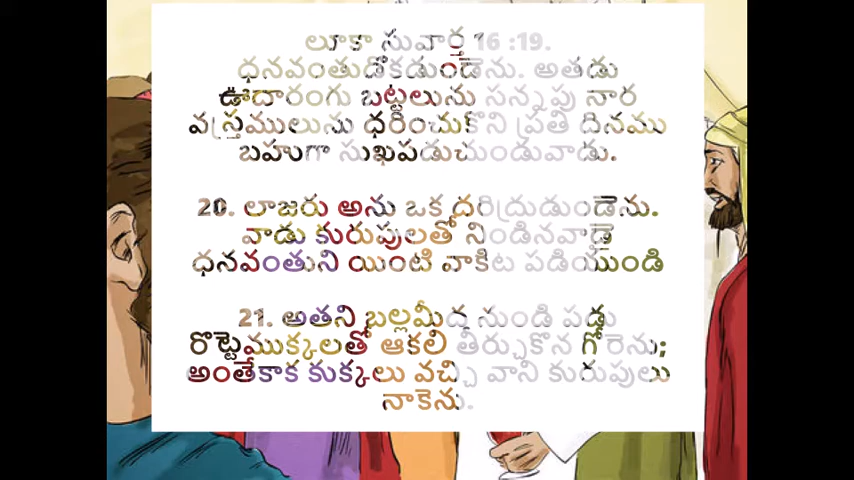 లూకా సువార్త 16 :19.
ధనవంతుడొకడుండెను. అతడు
ఊదారంగు బట్టలును సన్నపు నార
వస్త్రములును ధరించుకొని ప్రతి దినము
బహుగా సుఖపడుచుండువాడు.
20. లాజరు అను ఒక దరిద్రుడుండెను.
వాడు కురుపులతో నిండినవాడై
ధనవంతుని యింటి వాకిట పడియుండి
21. అతని బల్లమీద నుండి పడు
రొట్టెముక్కలతో ఆకలి తీర్చుకొన గోరెను;
అంతేకాక కుక్కలు వచ్చి వాని కురుపులు
నాకెను.